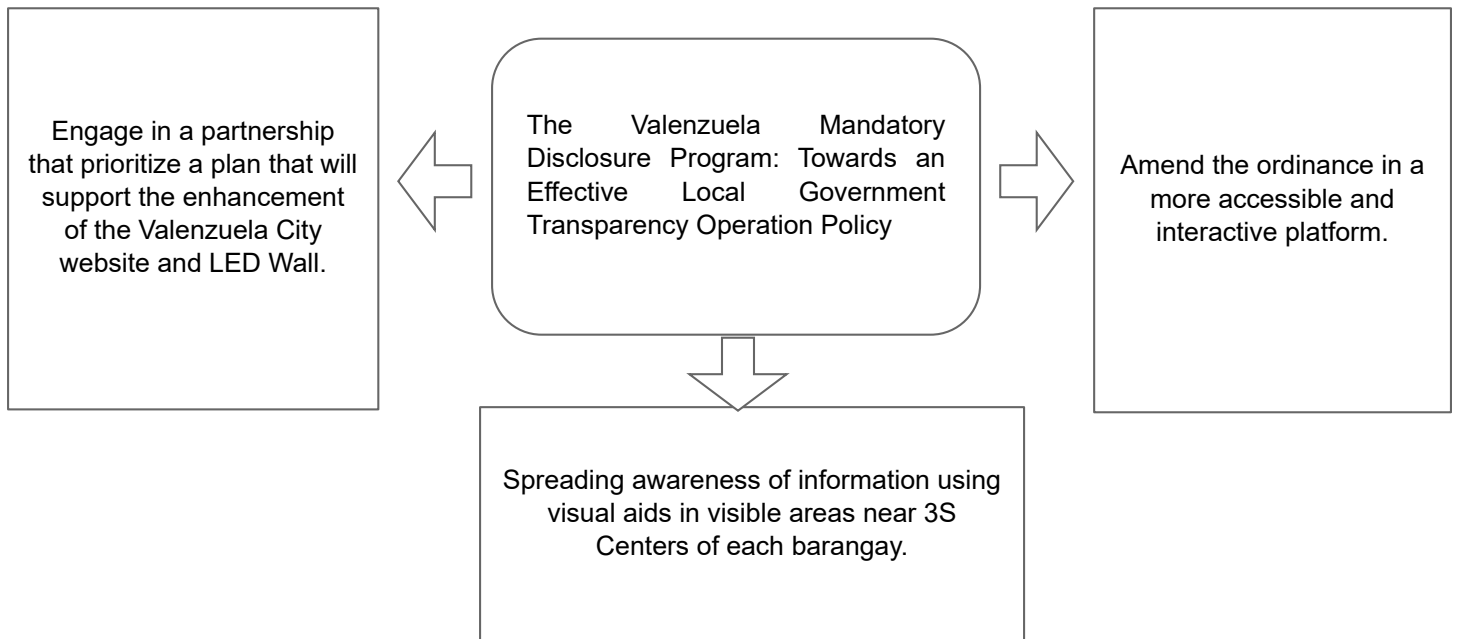 Engage in a partnership
that prioritize a plan that will
support the enhancement
of the Valenzuela City
website and LED Wall.
The Valenzuela Mandatory
Disclosure Program: Towards an
Effective Local Government
Transparency Operation Policy
Amend the ordinance in a
more accessible and
interactive platform.
Spreading awareness of information using
visual aids in visible areas near 3S
Centers of each barangay.